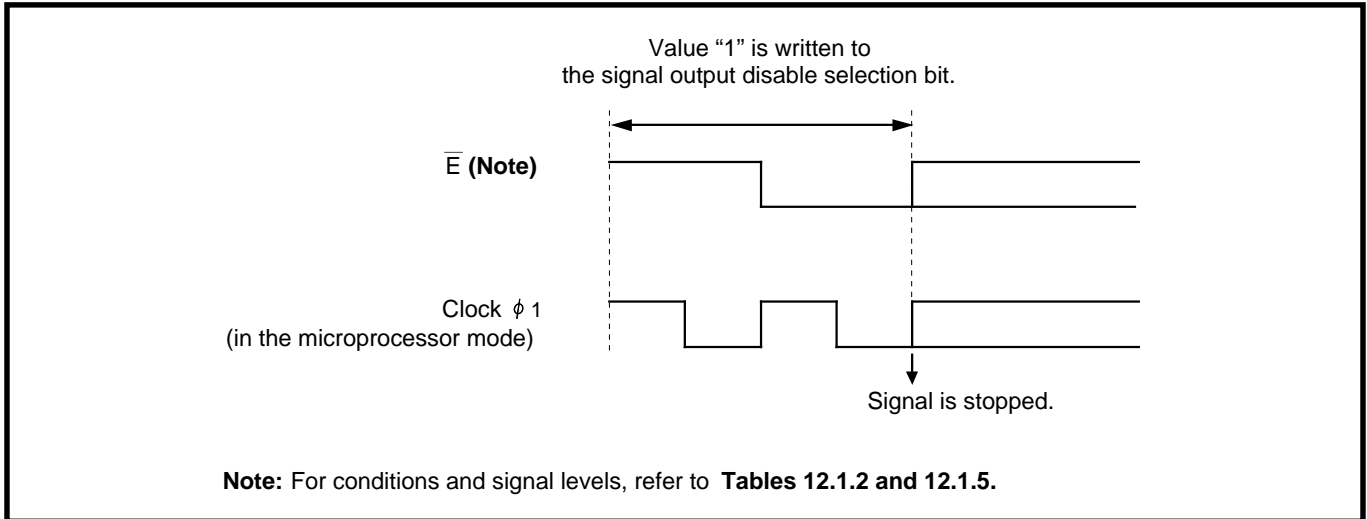 Value “1” is written to
the signal output disable selection bit.
E̅ (Note)
Clock ϕ 1
(in the microprocessor mode)
Signal is stopped.
Note: For conditions and signal levels, refer to Tables 12.1.2 and 12.1.5.